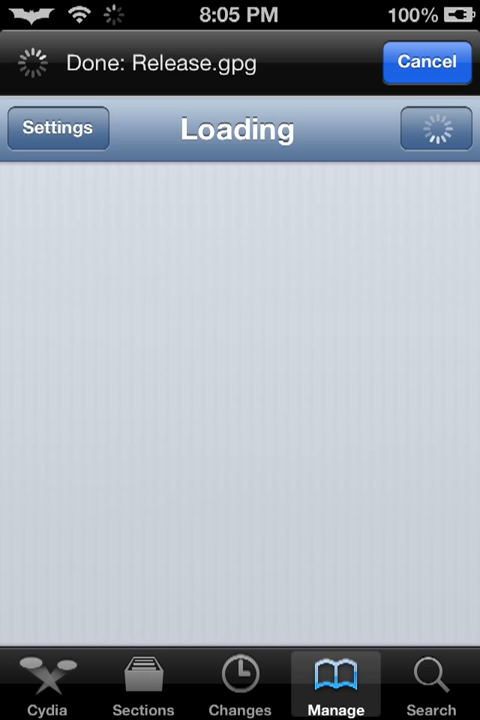 8:05 PM 100%
Done: Release.gpg Cancel
Settings Loading
Cydia Sections Changes Manage Search